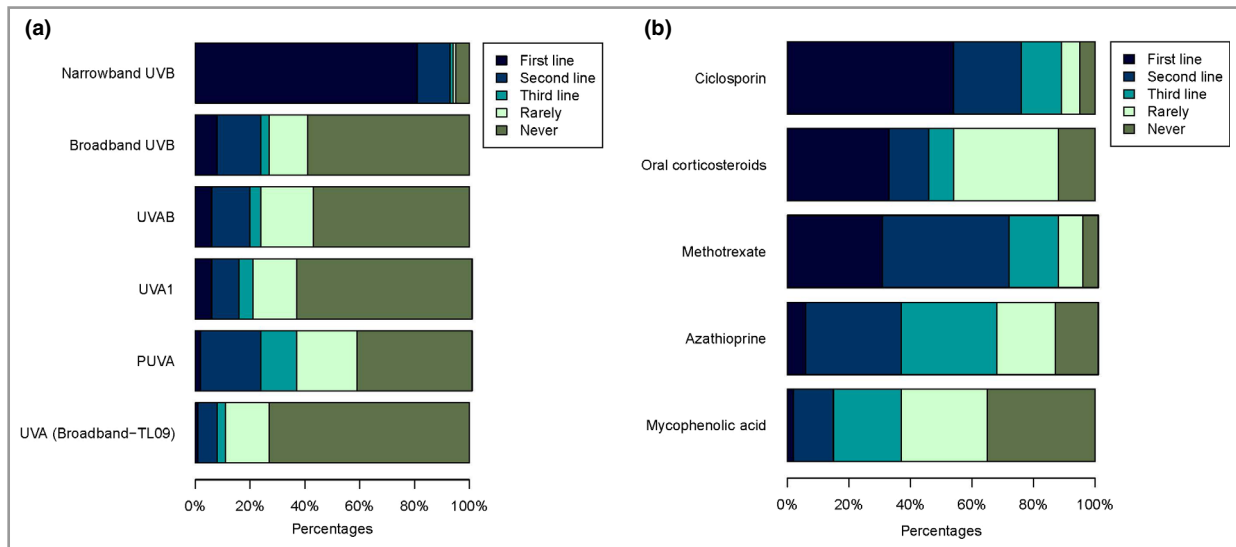 (a)
Narrowband UVB
Broadband UVB
UVAB
UVA1
PUVA
UVA (Broadband−TL09)
0% 20% 40% 60% 80% 100%
Percentages
First line
Second line
Third line
Rarely
Never
(b)
Ciclosporin
Oral corticosteroids
Methotrexate
Azathioprine
Mycophenolic acid
0% 20% 40% 60% 80% 100%
Percentages
First line
Second line
Third line
Rarely
Never